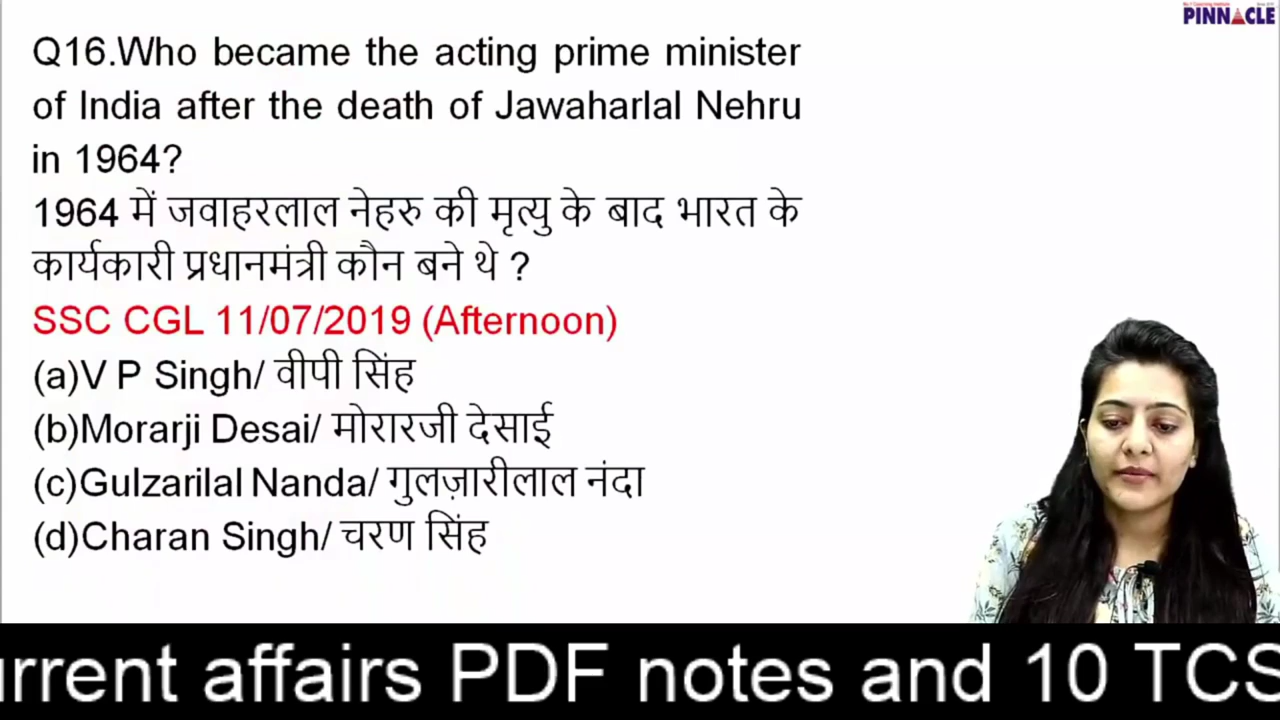 PINNACLE
Q16.Who became the acting prime minister
of India after the death of Jawaharlal Nehru
in 1964?
1964 में जवाहरलाल नेहरु की मृत्यु के बाद भारत के
कार्यकारी प्रधानमंत्री कौन बने थे ?
SSC CGL 11/07/2019 (Afternoon)
(a)V P Singh/ वीपी सिंह
(b)Morarji Desai/ मोरारजी देसाई
(c)Gulzarilal Nanda/ गुलज़ारीलाल नंदा
(d)Charan Singh/ चरण सिंह
urrent affairs PDF notes and 10 TCS